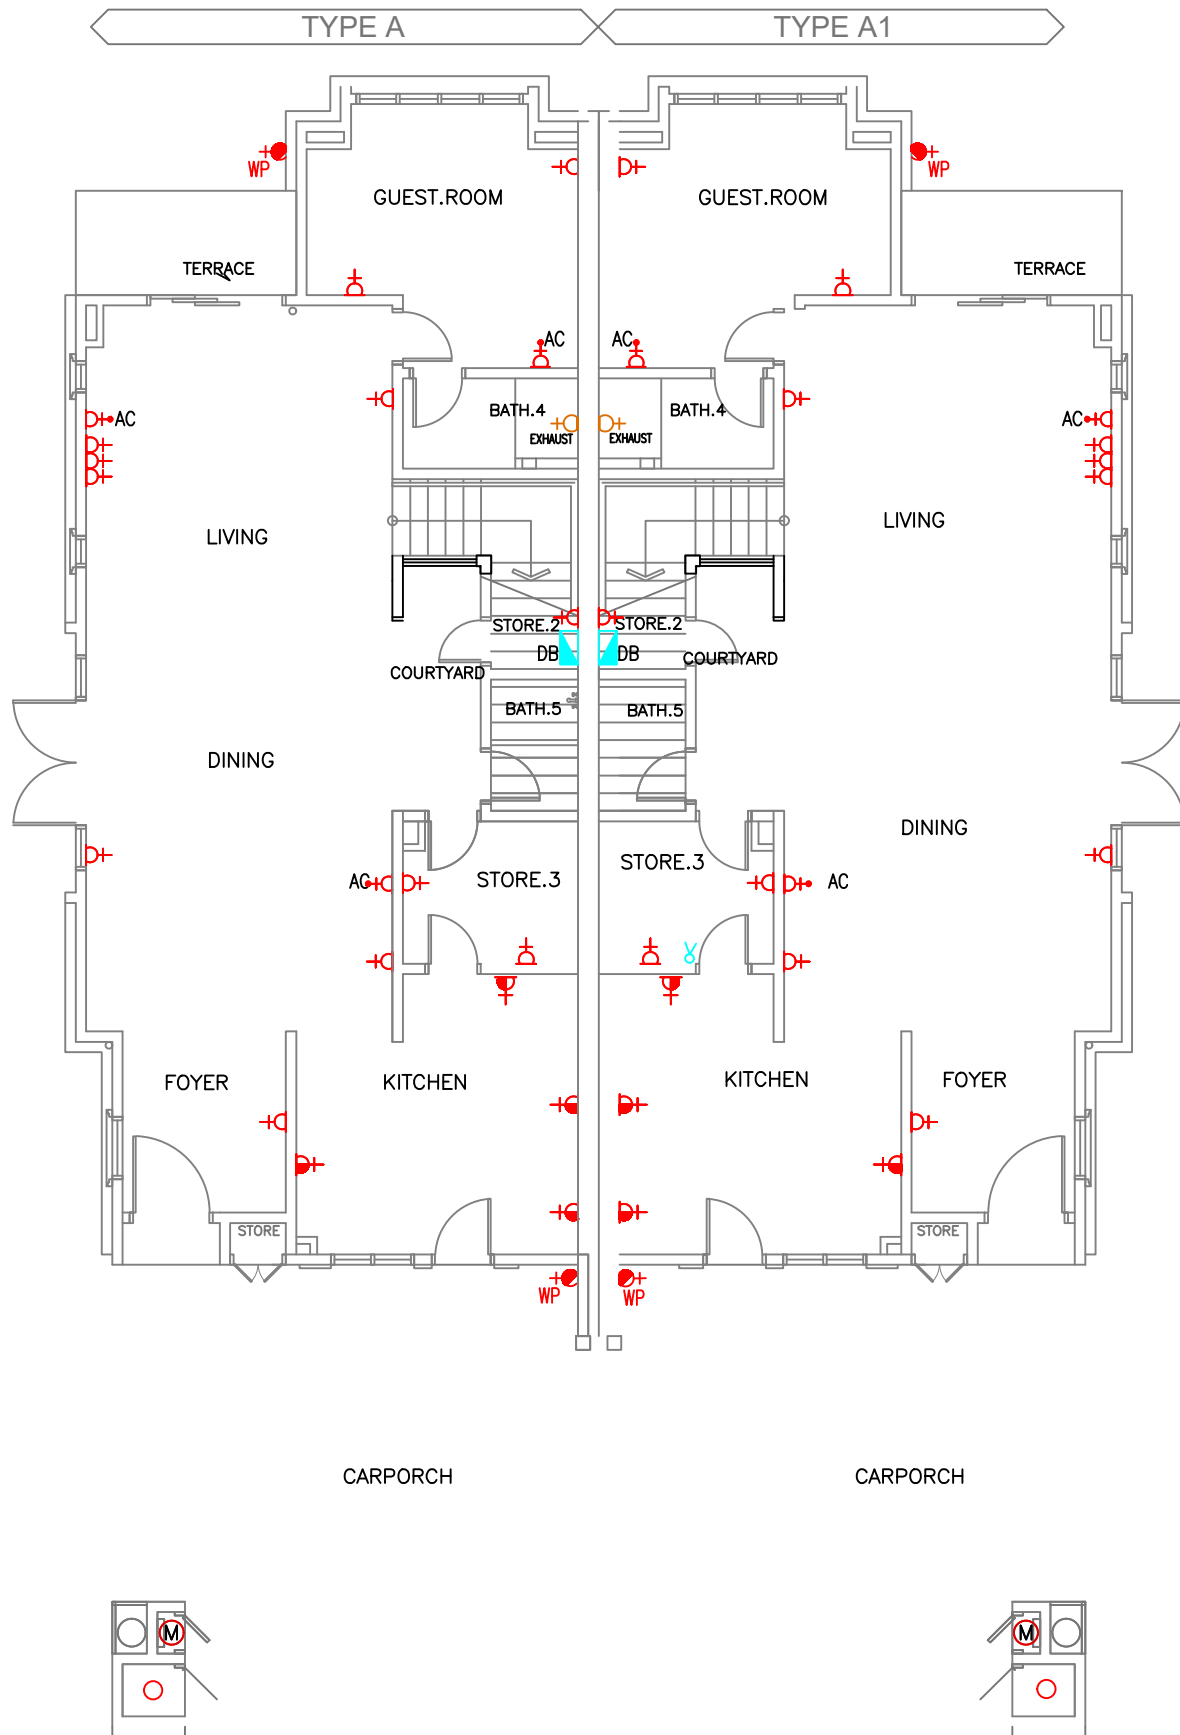 TYPE A TYPE A1
WP WP
GUEST.ROOM GUEST.ROOM
TERRACE TERRACE
AC AC
BATH.4 BATH.4
AC AC
EXHAUST EXHAUST
LIVING LIVING
STORE.2 STORE.2
DB DB
COURTYARD COURTYARD
BATH.5 BATH.5
DINING
DINING
STORE.3 STORE.3
AC AC
FOYER KITCHEN KITCHEN FOYER
STORE STORE
WP WP
CARPORCH CARPORCH
M M